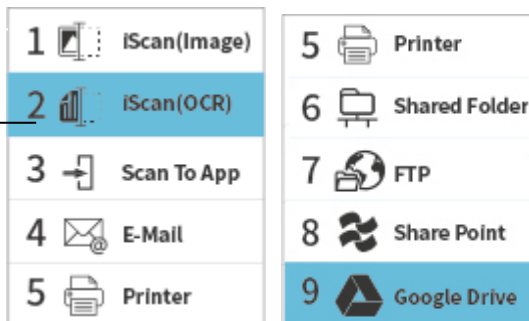 1 iScan(Image)
2 iScan(OCR)
3 Scan To App
4 E-Mail
5 Printer
5 Printer
6 Shared Folder
7 FTP
8 Share Point
9 Google Drive